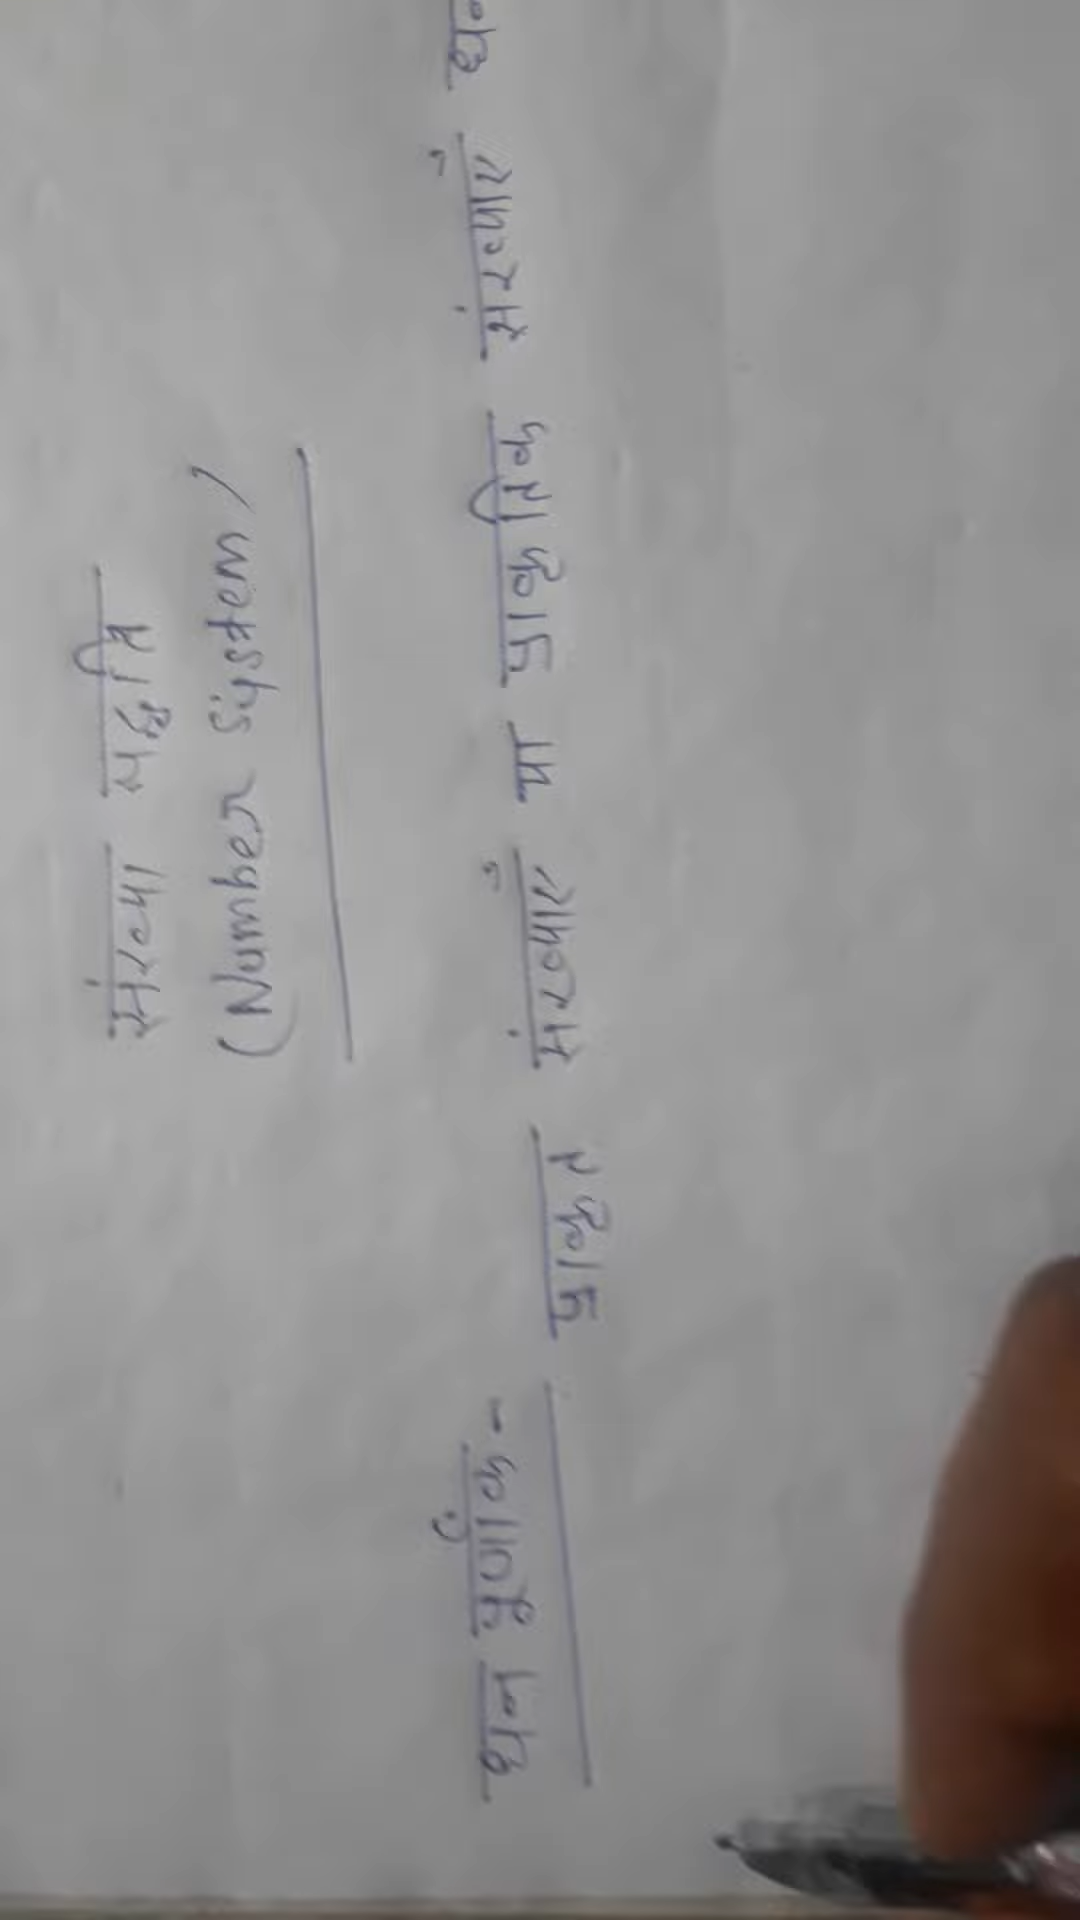 संख्या पद्धति
(Number System)
धन पूर्णांक - प्राकृत संख्याएँ या प्राकृतिक संख्याएँ